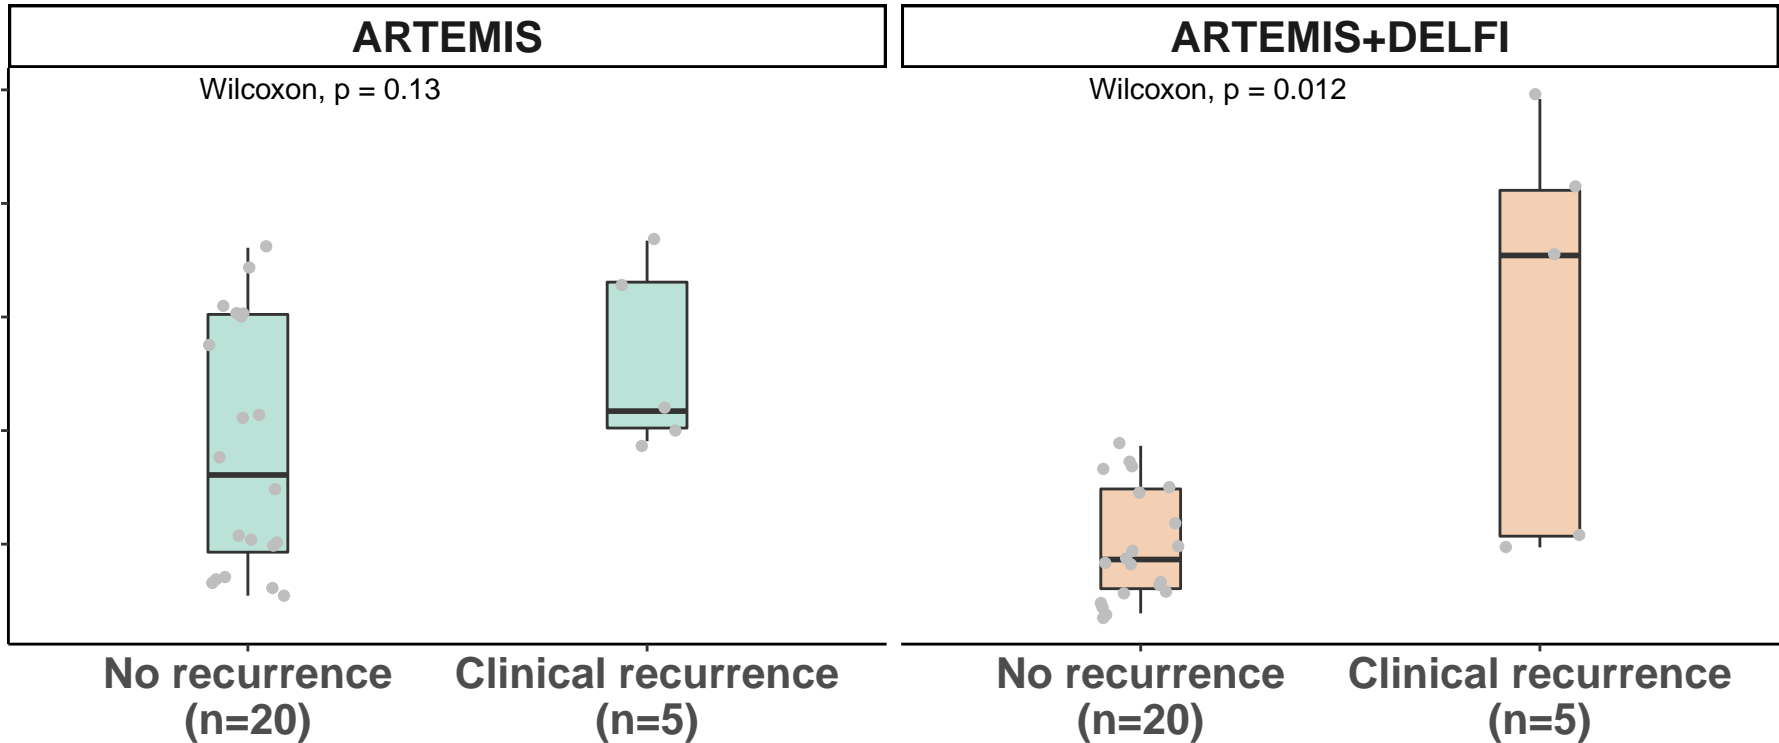 ARTEMIS
Wilcoxon, p = 0.13
No recurrence
(n=20)
Clinical recurrence
(n=5)
ARTEMIS+DELFI
Wilcoxon, p = 0.012
No recurrence
(n=20)
Clinical recurrence
(n=5)